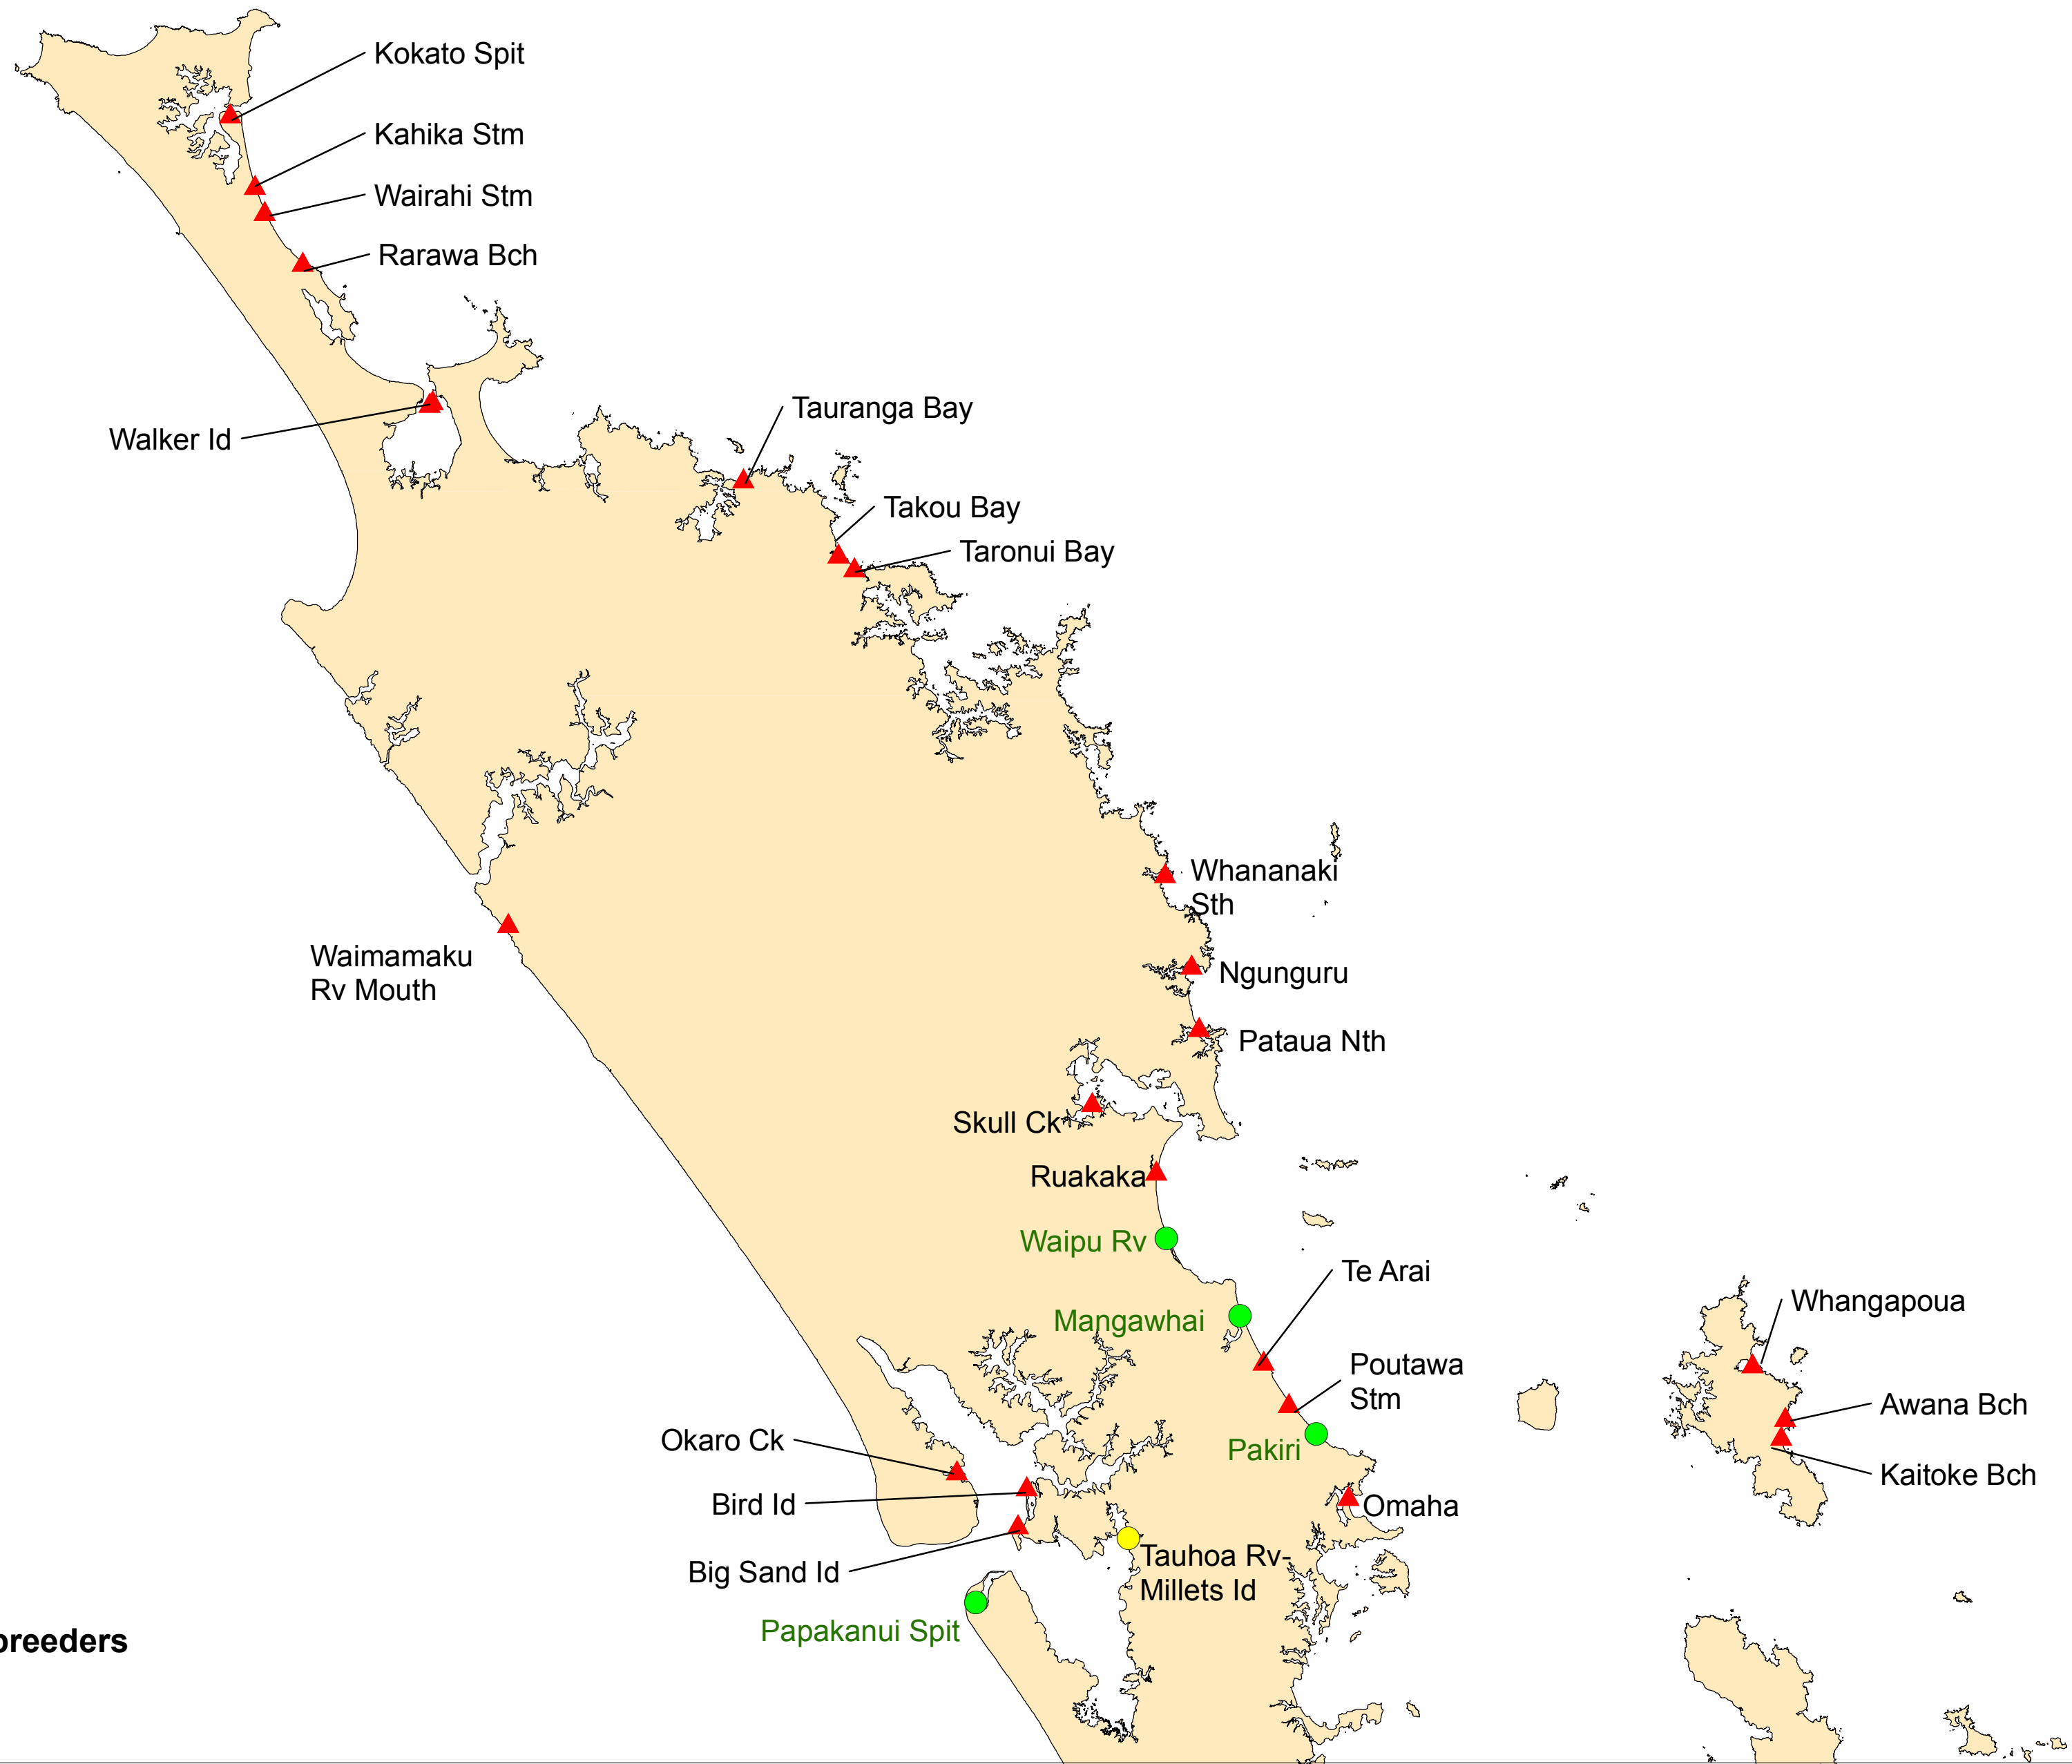 Kokato Spit
Kahika Stm
Wairahi Stm
Rarawa Bch
Walker Id
Tauranga Bay
Takou Bay
Taronui Bay
Whananaki
Sth
Waimamaku
Rv Mouth
Ngunguru
Pataua Nth
Skull Ck
Ruakaka
Waipu Rv
Te Arai
Mangawhai
Whangapoua
Poutawa
Stm
Awana Bch
Okaro Ck
Pakiri
Kaitoke Bch
Bird Id
Omaha
Big Sand Id
Tauhoa Rv-
Millets Id
Papakanui Spit
breeders